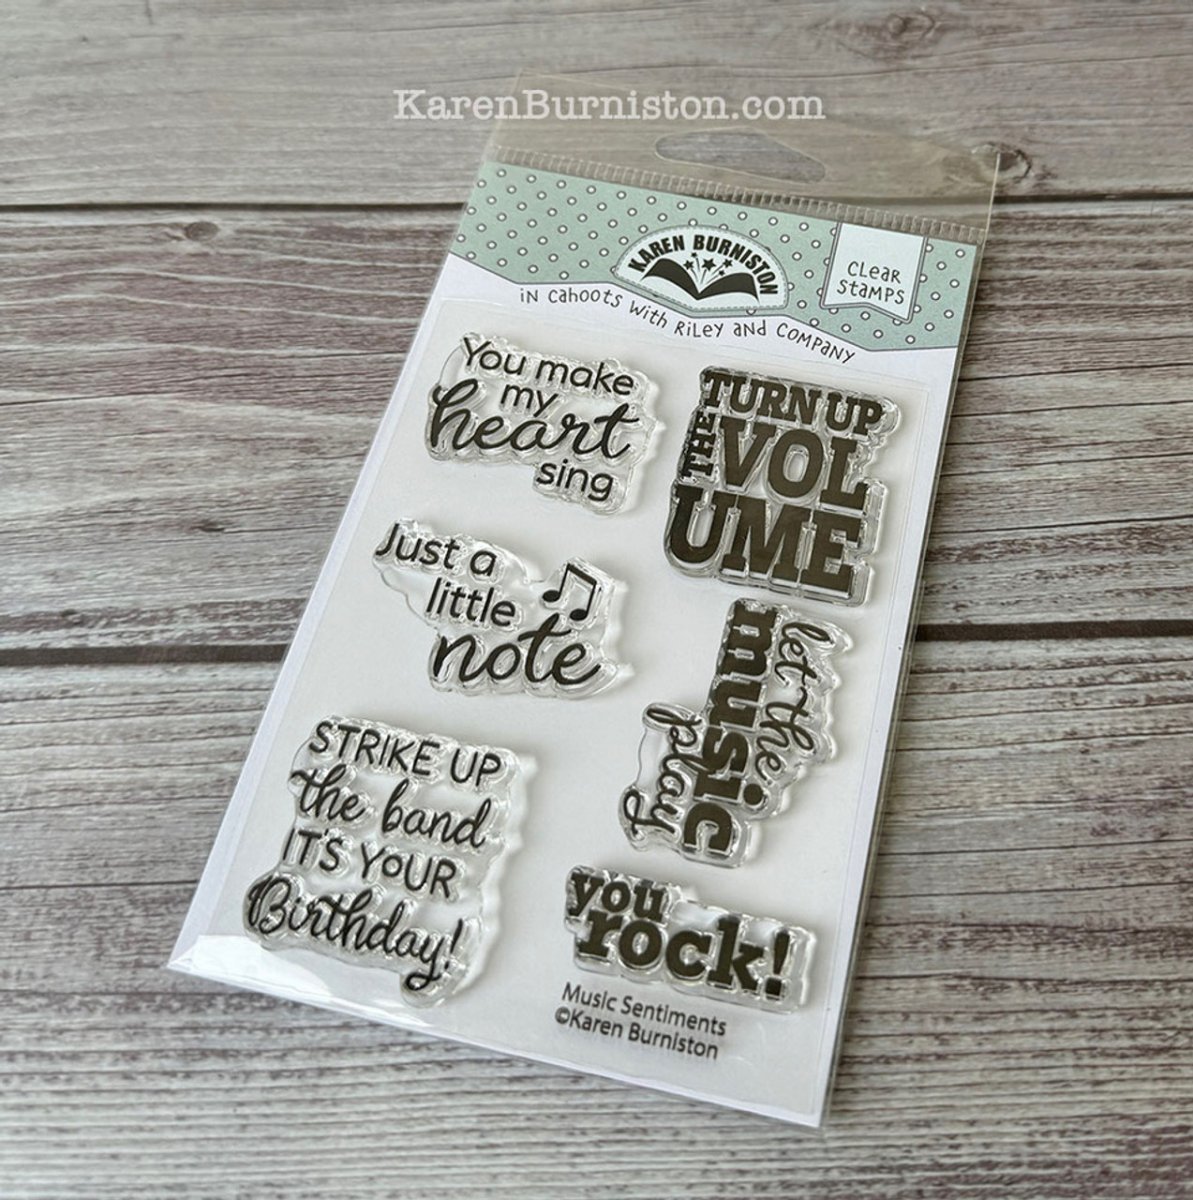 KarenBurniston.com
KAREN BURNISTON
CLEAR
STAMPS
IN CAHOOTS WITH RILEY AND COMPANY
You make
my
heart
sing
TURN UP
THE
VOL
UME
Just a
little
note
let the
music
play
STRIKE UP
the band
IT'S YOUR
Birthday!
you
rock!
Music Sentiments
©Karen Burniston